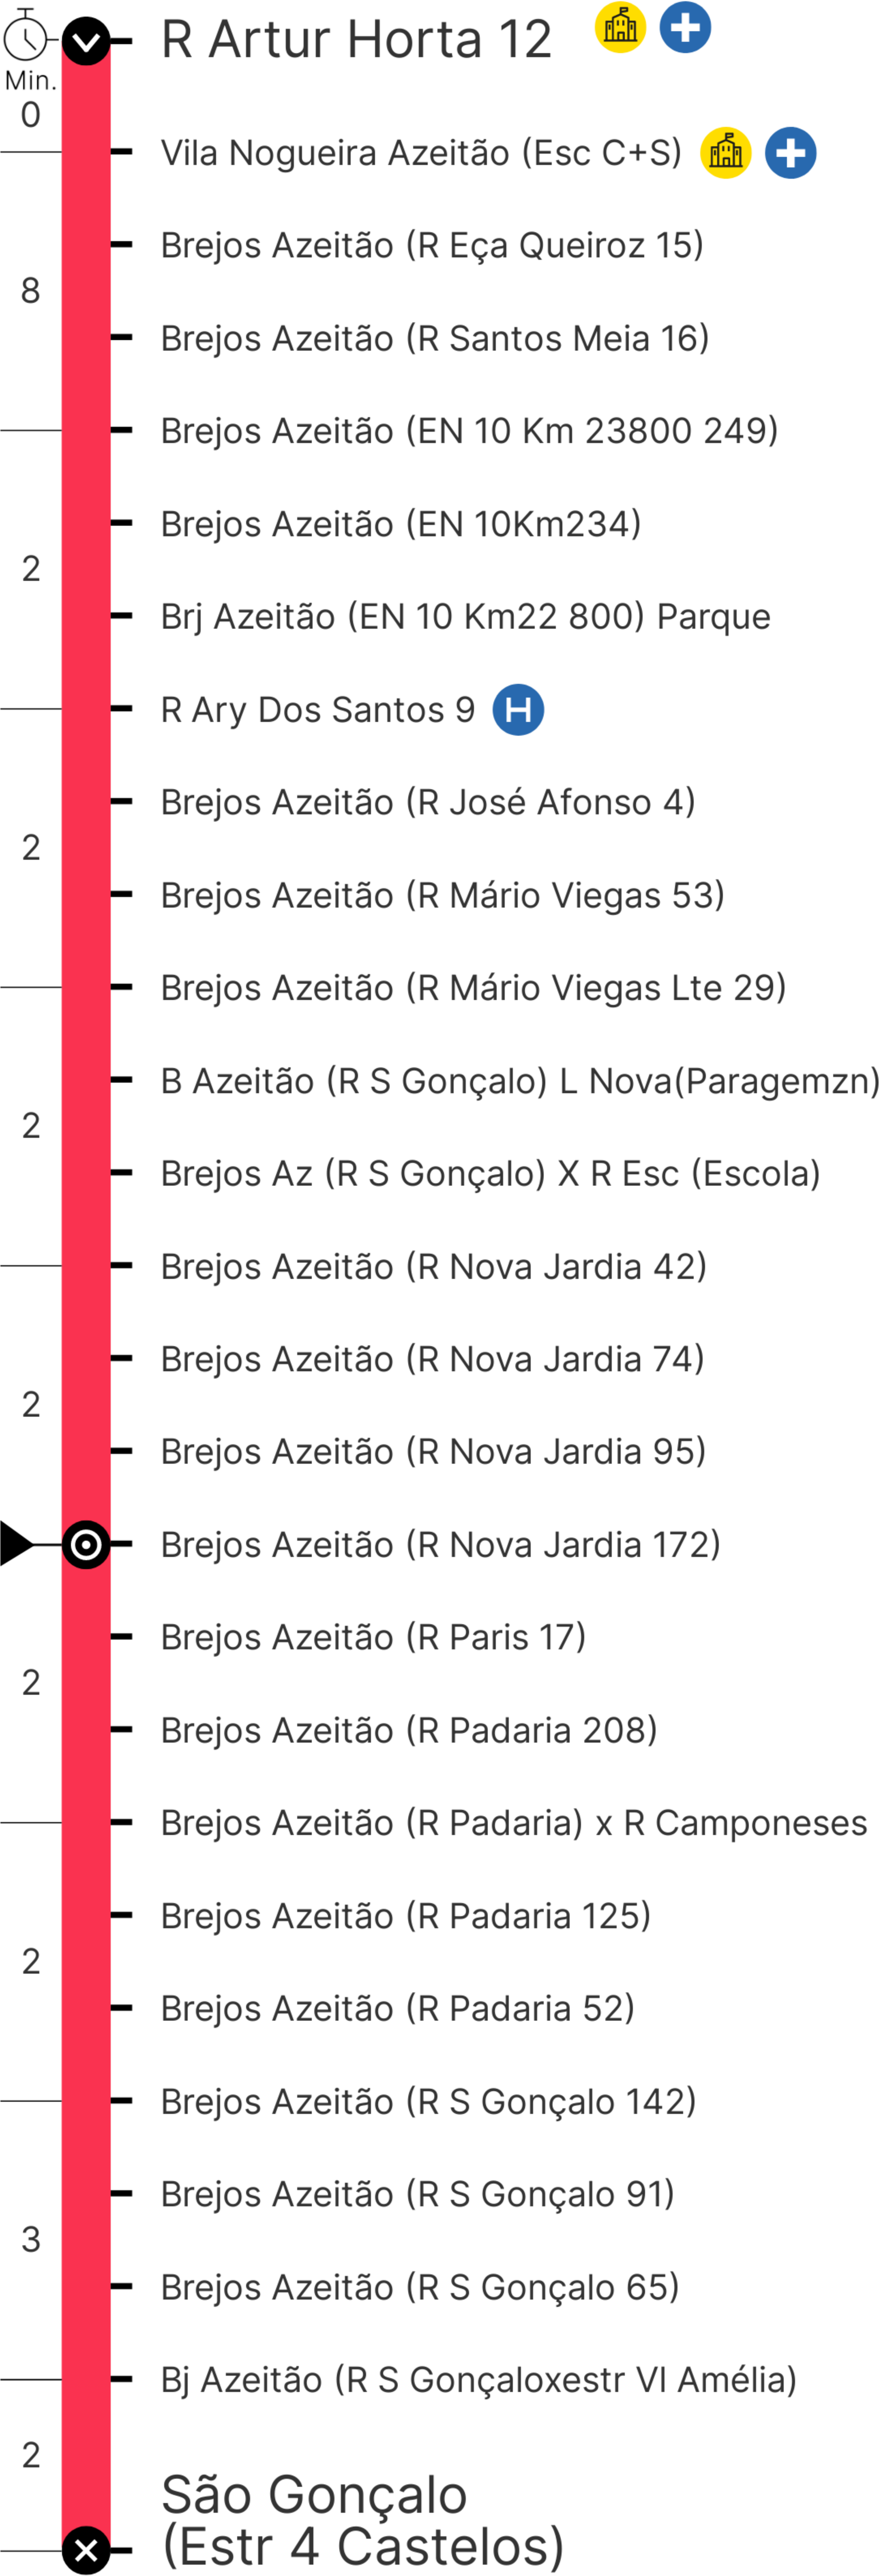 R Artur Horta 12
Min.
0
Vila Nogueira Azeitão (Esc C+S)
Brejos Azeitão (R Eça Queiroz 15)
8
Brejos Azeitão (R Santos Meia 16)
Brejos Azeitão (EN 10 Km 23800 249)
Brejos Azeitão (EN 10Km234)
2
Brj Azeitão (EN 10 Km22 800) Parque
R Ary Dos Santos 9 H
Brejos Azeitão (R José Afonso 4)
2
Brejos Azeitão (R Mário Viegas 53)
Brejos Azeitão (R Mário Viegas Lte 29)
B Azeitão (R S Gonçalo) L Nova(Paragemzn)
2
Brejos Az (R S Gonçalo) X R Esc (Escola)
Brejos Azeitão (R Nova Jardia 42)
Brejos Azeitão (R Nova Jardia 74)
2
Brejos Azeitão (R Nova Jardia 95)
Brejos Azeitão (R Nova Jardia 172)
Brejos Azeitão (R Paris 17)
2
Brejos Azeitão (R Padaria 208)
Brejos Azeitão (R Padaria) x R Camponeses
Brejos Azeitão (R Padaria 125)
2
Brejos Azeitão (R Padaria 52)
Brejos Azeitão (R S Gonçalo 142)
Brejos Azeitão (R S Gonçalo 91)
3
Brejos Azeitão (R S Gonçalo 65)
Bj Azeitão (R S Gonçaloxestr Vl Amélia)
2
São Gonçalo
(Estr 4 Castelos)